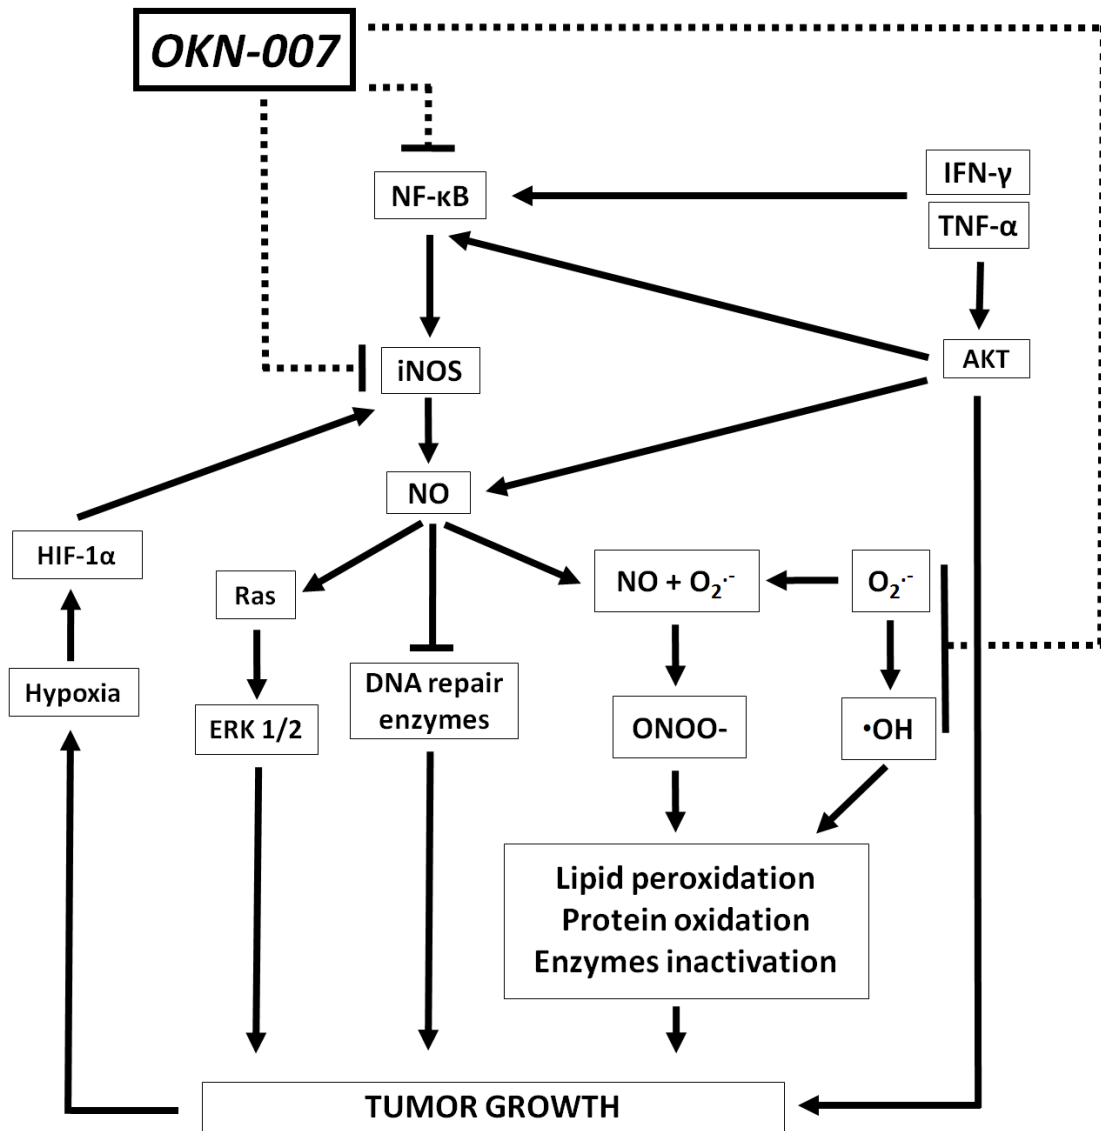 OKN-007
IFN-γ
NF-κB
TNF-α
iNOS
AKT
NO
HIF-1α
Ras
NO + O₂·⁻
O₂·⁻
Hypoxia
DNA repair
enzymes
ERK 1/2
ONOO-
•OH
Lipid peroxidation
Protein oxidation
Enzymes inactivation
TUMOR GROWTH